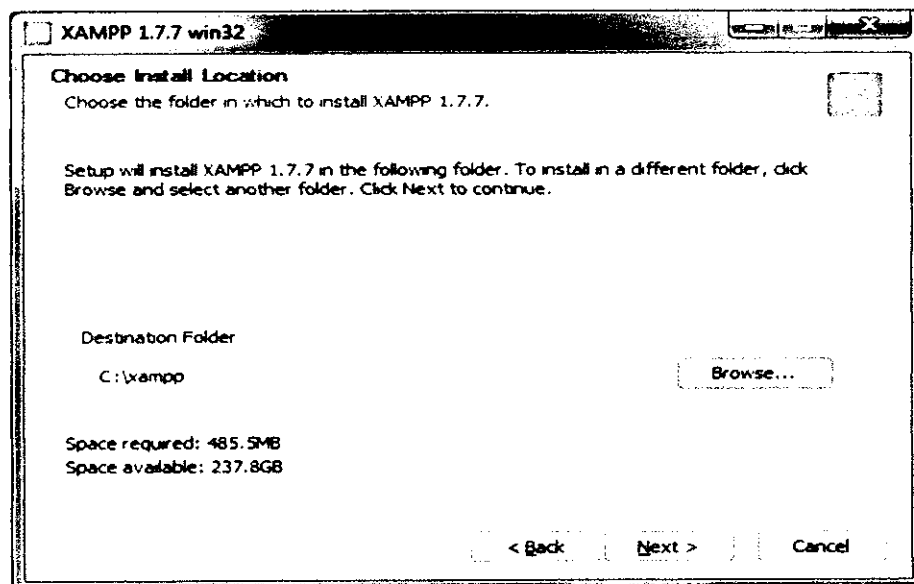 XAMPP 1.7.7 win32
Choose Install Location
Choose the folder in which to install XAMPP 1.7.7.
Setup will install XAMPP 1.7.7 in the following folder. To install in a different folder, click
Browse and select another folder. Click Next to continue.
Destination Folder
C:\xampp
Browse...
Space required: 485.5MB
Space available: 237.8GB
< Back
Next >
Cancel